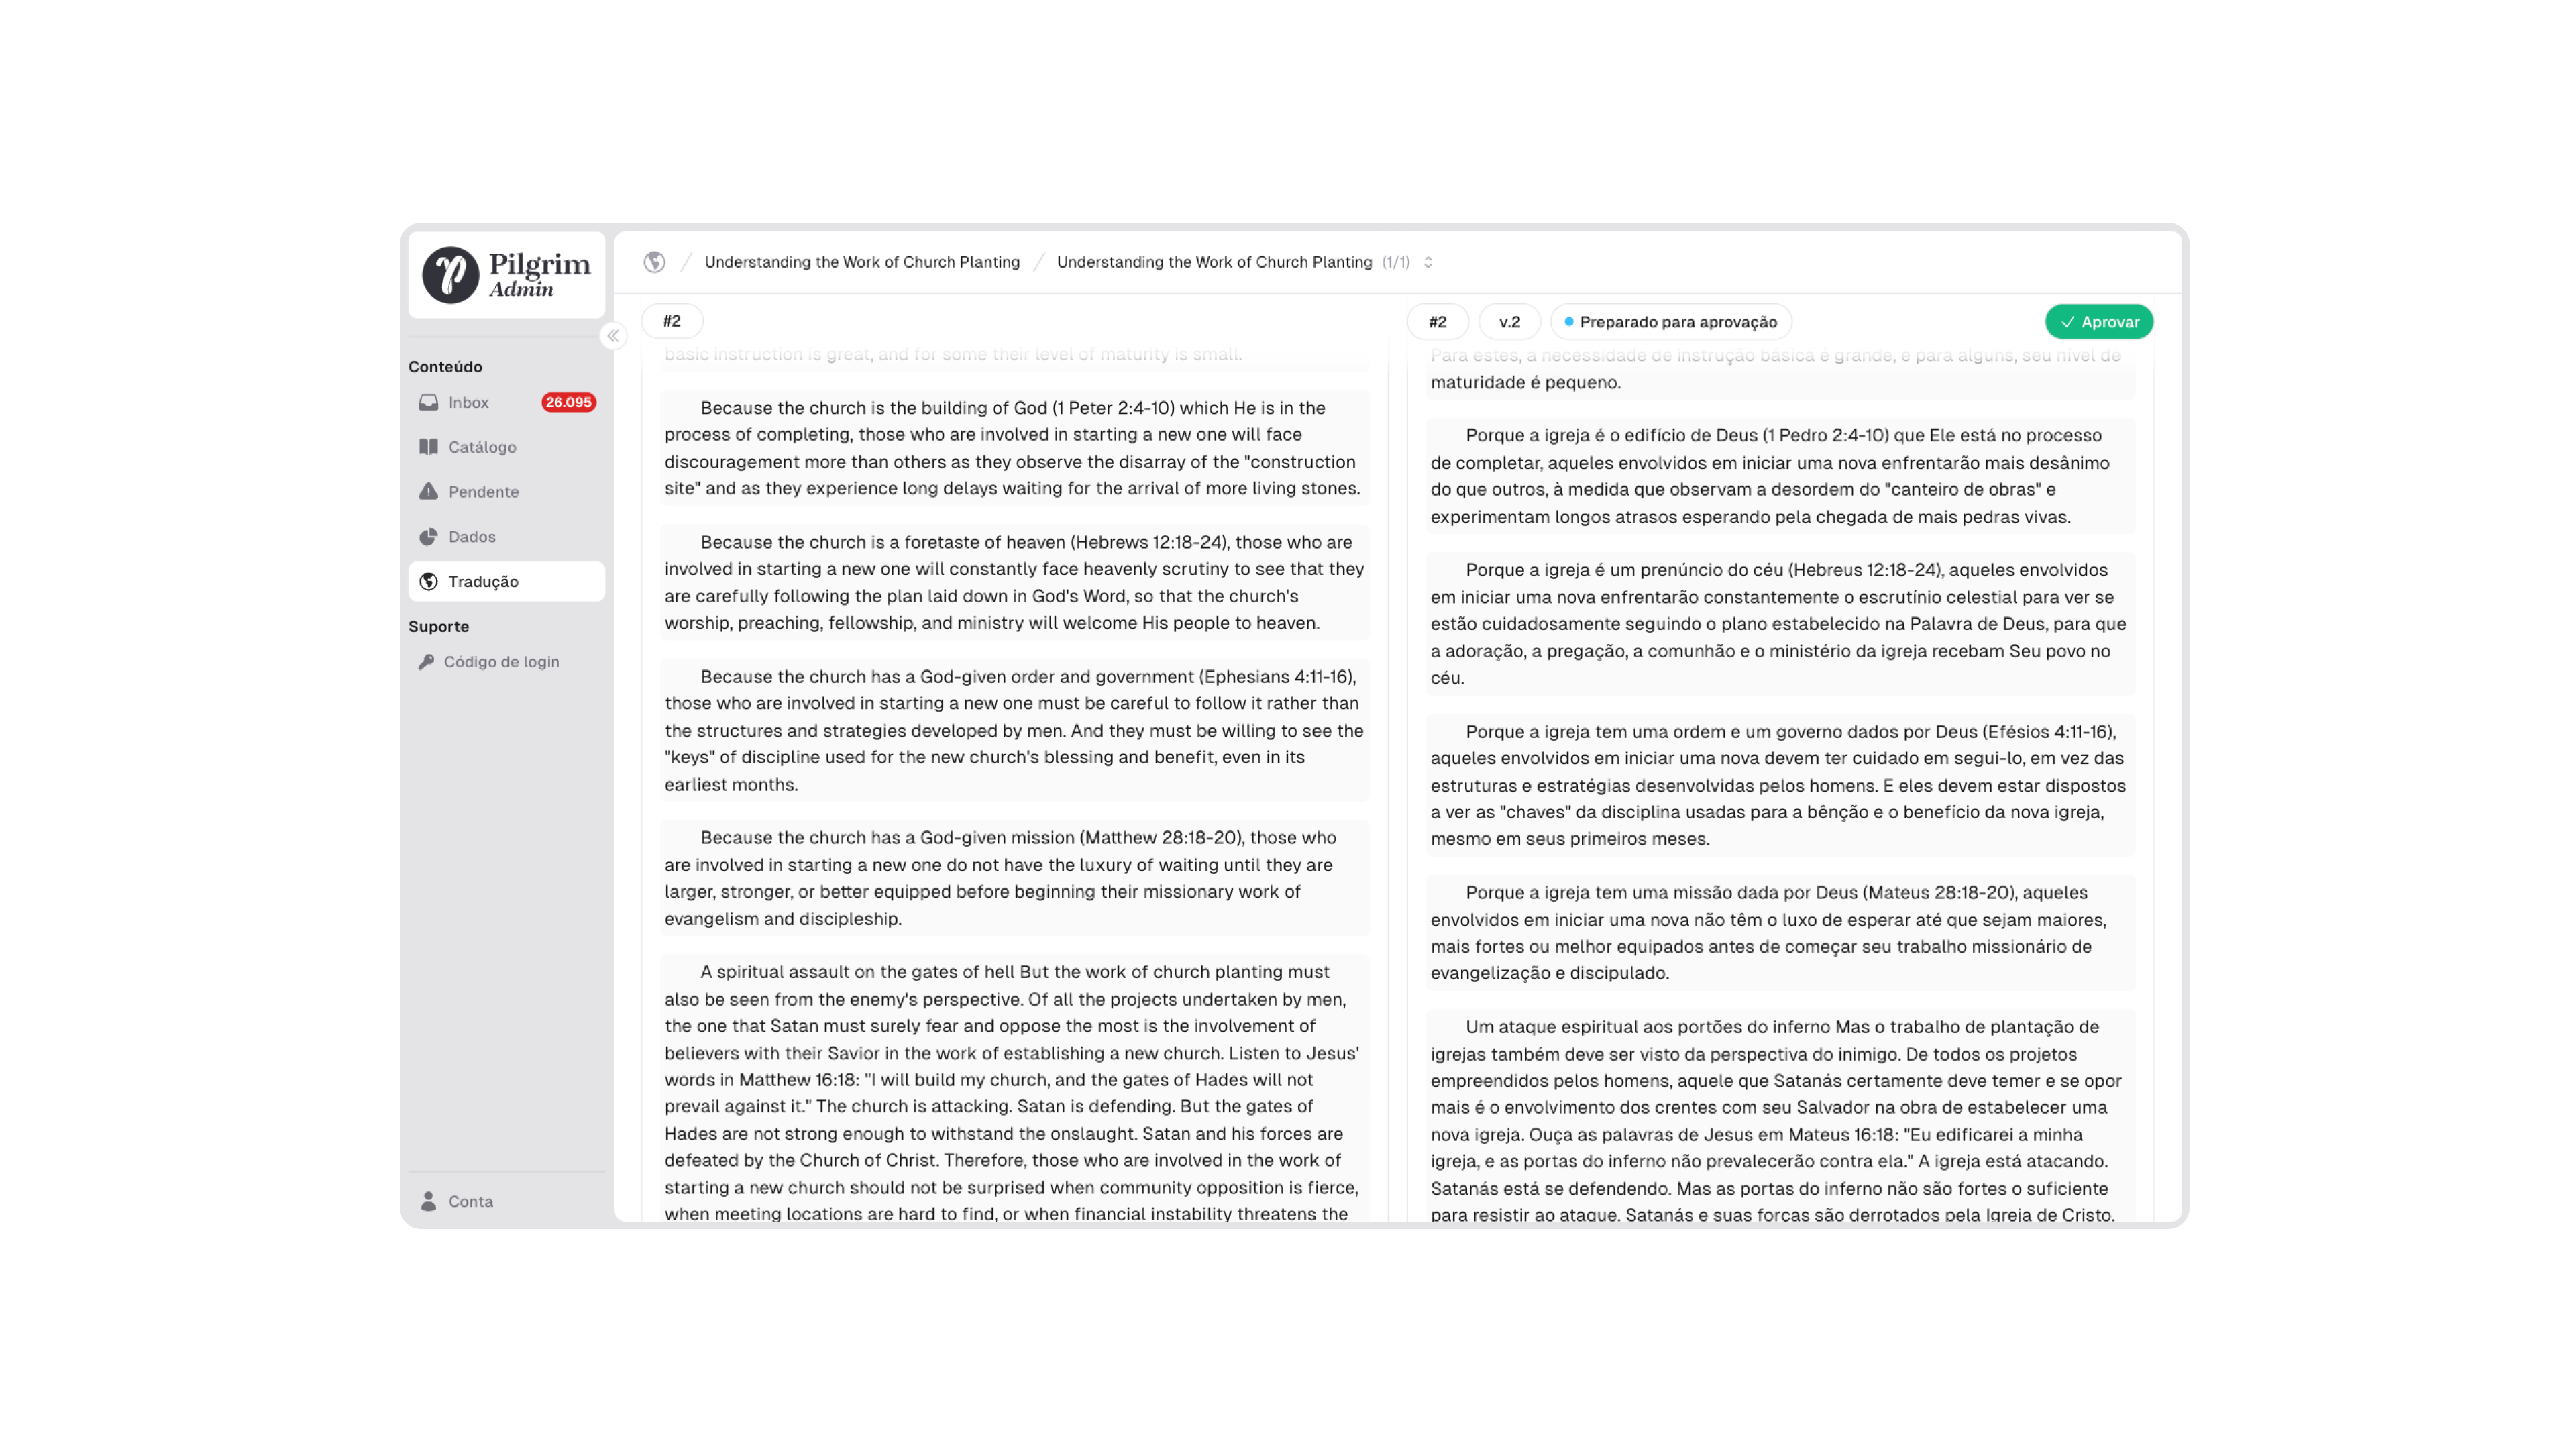 Pilgrim
Admin
Conteúdo
Inbox 26.095
Catálogo
Pendente
Dados
Tradução
Suporte
Código de login
Conta
Understanding the Work of Church Planting / Understanding the Work of Church Planting (1/1)
#2
basic instruction is great, and for some their level of maturity is small.
Because the church is the building of God (1 Peter 2:4-10) which He is in the
process of completing, those who are involved in starting a new one will face
discouragement more than others as they observe the disarray of the "construction
site" and as they experience long delays waiting for the arrival of more living stones.
Because the church is a foretaste of heaven (Hebrews 12:18-24), those who are
involved in starting a new one will constantly face heavenly scrutiny to see that they
are carefully following the plan laid down in God's Word, so that the church's
worship, preaching, fellowship, and ministry will welcome His people to heaven.
Because the church has a God-given order and government (Ephesians 4:11-16),
those who are involved in starting a new one must be careful to follow it rather than
the structures and strategies developed by men. And they must be willing to see the
"keys" of discipline used for the new church's blessing and benefit, even in its
earliest months.
Because the church has a God-given mission (Matthew 28:18-20), those who
are involved in starting a new one do not have the luxury of waiting until they are
larger, stronger, or better equipped before beginning their missionary work of
evangelism and discipleship.
A spiritual assault on the gates of hell But the work of church planting must
also be seen from the enemy's perspective. Of all the projects undertaken by men,
the one that Satan must surely fear and oppose the most is the involvement of
believers with their Savior in the work of establishing a new church. Listen to Jesus'
words in Matthew 16:18: "I will build my church, and the gates of Hades will not
prevail against it." The church is attacking. Satan is defending. But the gates of
Hades are not strong enough to withstand the onslaught. Satan and his forces are
defeated by the Church of Christ. Therefore, those who are involved in the work of
starting a new church should not be surprised when community opposition is fierce,
when meeting locations are hard to find, or when financial instability threatens the
#2 v.2 Preparado para aprovação Aprovar
Para estes, a necessidade de instrução básica é grande, e para alguns, seu nível de
maturidade é pequeno.
Porque a igreja é o edifício de Deus (1 Pedro 2:4-10) que Ele está no processo
de completar, aqueles envolvidos em iniciar uma nova enfrentarão mais desânimo
do que outros, à medida que observam a desordem do "canteiro de obras" e
experimentam longos atrasos esperando pela chegada de mais pedras vivas.
Porque a igreja é um prenúncio do céu (Hebreus 12:18-24), aqueles envolvidos
em iniciar uma nova enfrentarão constantemente o escrutínio celestial para ver se
estão cuidadosamente seguindo o plano estabelecido na Palavra de Deus, para que
a adoração, a pregação, a comunhão e o ministério da igreja recebam Seu povo no
céu.
Porque a igreja tem uma ordem e um governo dados por Deus (Efésios 4:11-16),
aqueles envolvidos em iniciar uma nova devem ter cuidado em segui-lo, em vez das
estruturas e estratégias desenvolvidas pelos homens. E eles devem estar dispostos
a ver as "chaves" da disciplina usadas para a bênção e o benefício da nova igreja,
mesmo em seus primeiros meses.
Porque a igreja tem uma missão dada por Deus (Mateus 28:18-20), aqueles
envolvidos em iniciar uma nova não têm o luxo de esperar até que sejam maiores,
mais fortes ou melhor equipados antes de começar seu trabalho missionário de
evangelização e discipulado.
Um ataque espiritual aos portões do inferno Mas o trabalho de plantação de
igrejas também deve ser visto da perspectiva do inimigo. De todos os projetos
empreendidos pelos homens, aquele que Satanás certamente deve temer e se opor
mais é o envolvimento dos crentes com seu Salvador na obra de estabelecer uma
nova igreja. Ouça as palavras de Jesus em Mateus 16:18: "Eu edificarei a minha
igreja, e as portas do inferno não prevalecerão contra ela." A igreja está atacando.
Satanás está se defendendo. Mas as portas do inferno não são fortes o suficiente
para resistir ao ataque. Satanás e suas forças são derrotados pela Igreja de Cristo.